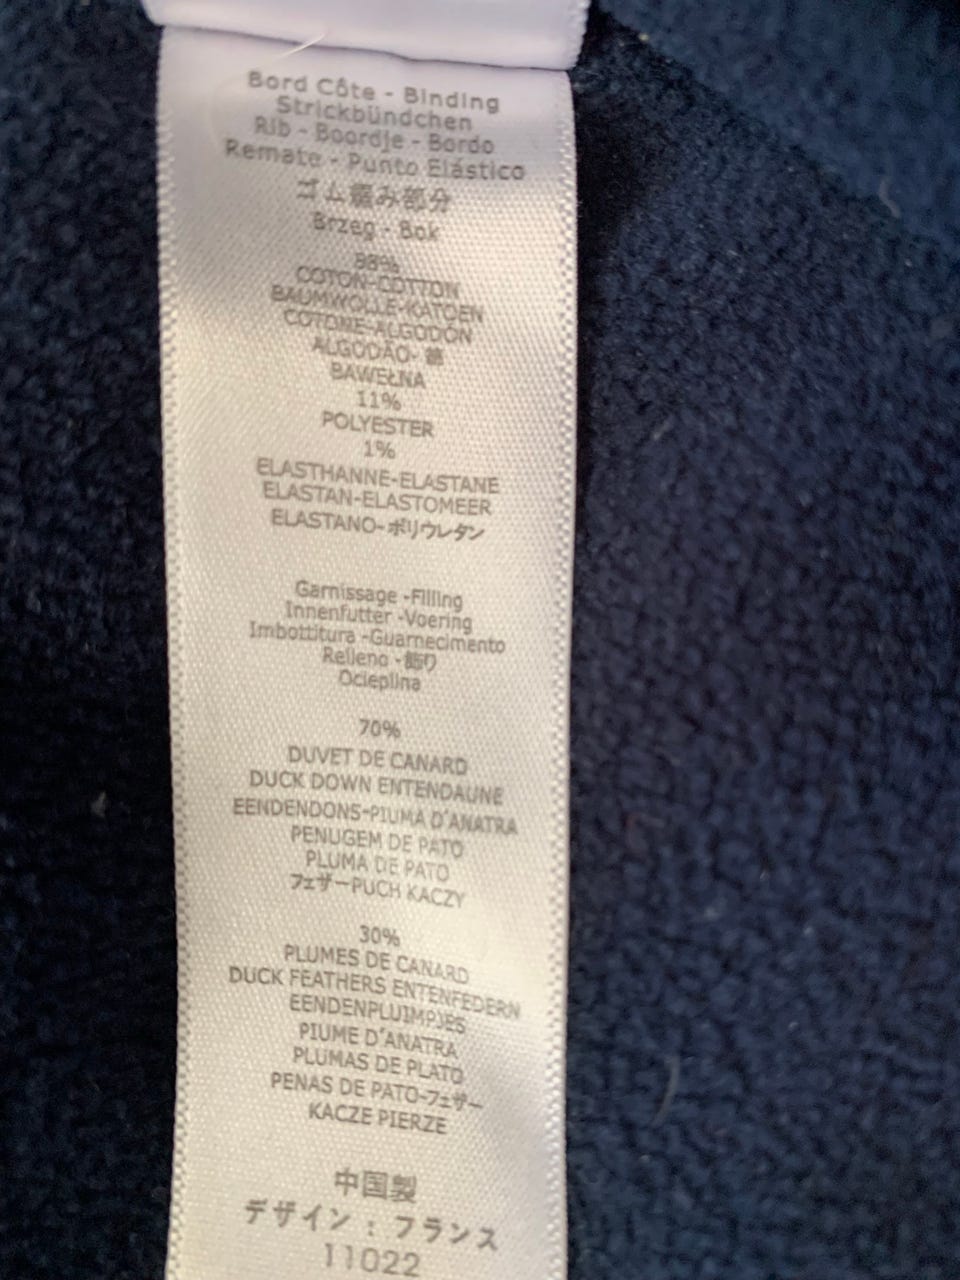 Bord Côte - Binding
Strickbündchen
Rib - Boordje - Bordo
Remate - Punto Elástico
ゴム編み部分
Brzeg - Bok
88%
COTON-COTTON
BAUMWOLLE-KATOEN
COTONE-ALGODÓN
ALGODÃO- 綿
BAWEŁNA
11%
POLYESTER
1%
ELASTHANNE-ELASTANE
ELASTAN-ELASTOMEER
ELASTANO-ポリウレタン
Garnissage -Filling
Innenfutter -Voering
Imbottitura -Guarnecimento
Relleno -飾り
Ocieplina
70%
DUVET DE CANARD
DUCK DOWN ENTENDAUNE
EENDENDONS-PIUMA D'ANATRA
PENUGEM DE PATO
PLUMA DE PATO
フェザーPUCH KACZY
30%
PLUMES DE CANARD
DUCK FEATHERS ENTENFEDERN
EENDENPLUIMPJES
PIUME D'ANATRA
PLUMAS DE PLATO
PENAS DE PATO-フェザー
KACZE PIERZE
中国製
デザイン : フランス
11022